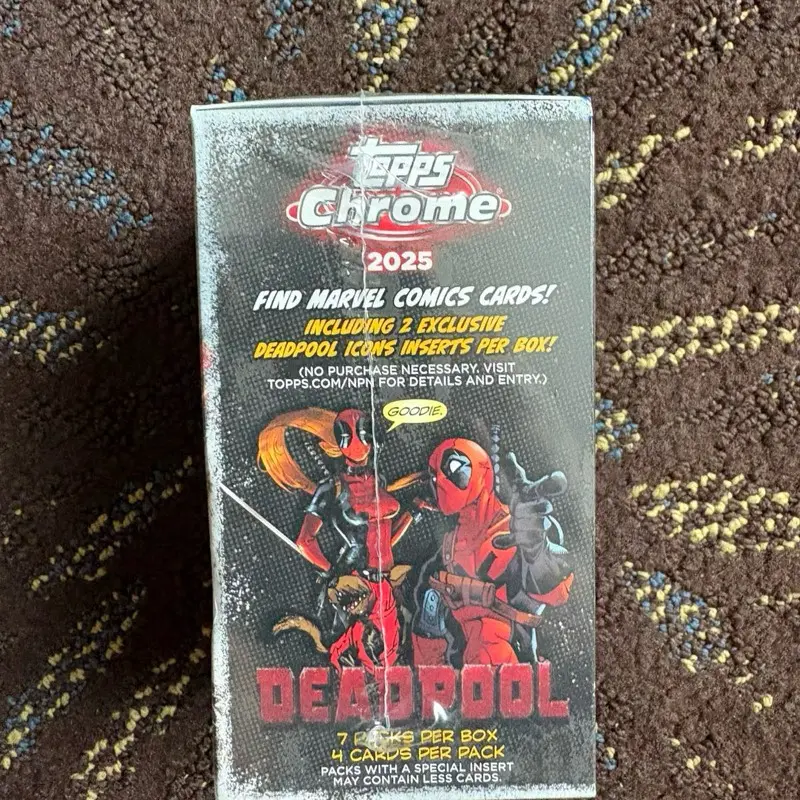 Topps
Chrome
2025
FIND MARVEL COMICS CARDS!
INCLUDING 2 EXCLUSIVE
DEADPOOL ICONS INSERTS PER BOX!
(NO PURCHASE NECESSARY. VISIT
TOPPS.COM/NPN FOR DETAILS AND ENTRY.)
GOODIE.
DEADPOOL
7 PACKS PER BOX
4 CARDS PER PACK
PACKS WITH A SPECIAL INSERT
MAY CONTAIN LESS CARDS.